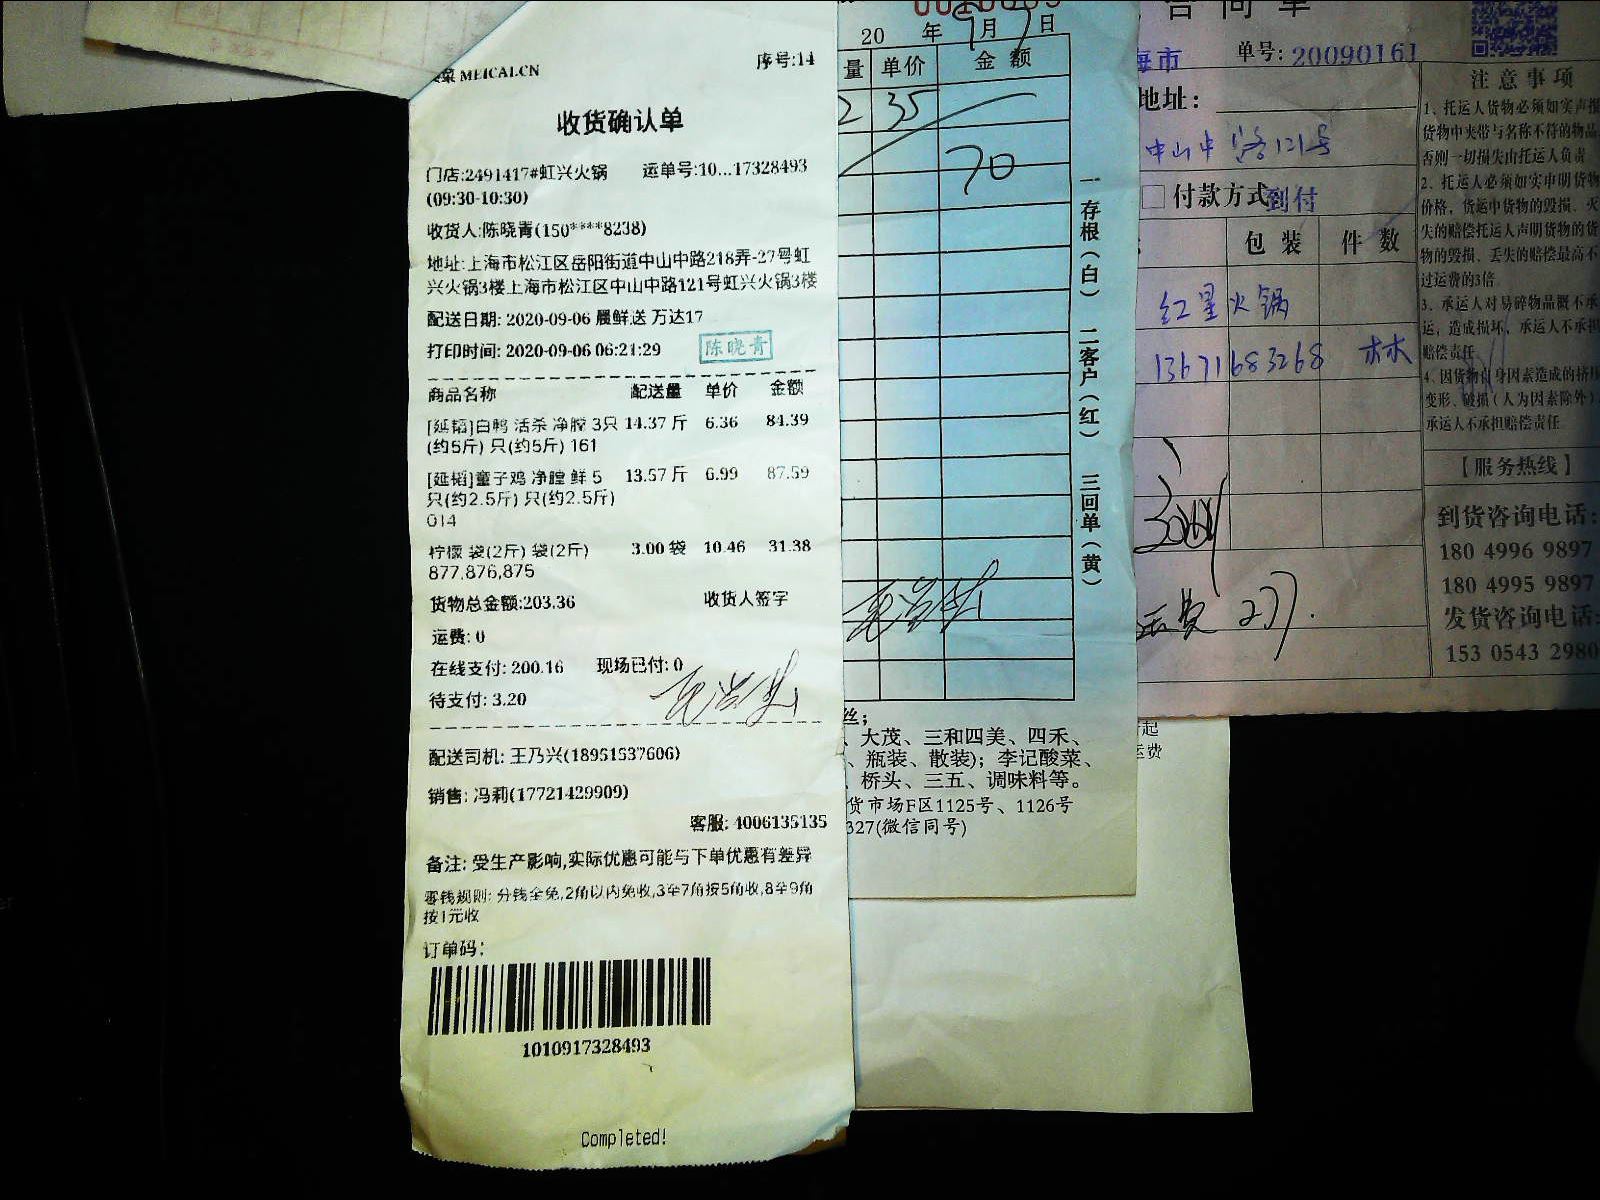 MEICAI.CN
序号:14
收货确认单
门店:2491417#虹兴火锅 运单号:10...17328493
(09:30-10:30)
收货人:陈晓青(150****8238)
地址:上海市松江区岳阳街道中山中路218弄-27号虹
兴火锅3楼上海市松江区中山中路121号虹兴火锅3楼
配送日期: 2020-09-06 晨鲜送 万达17
打印时间: 2020-09-06 06:21:29
陈晓青
商品名称 配送量 单价 金额
[延韬]白鸭 活杀 净膛 3只 14.37 斤 6.36 84.39
(约5斤) 只(约5斤) 161
[延韬]童子鸡 净膛 鲜 5 13.57 斤 6.99 87.59
只(约2.5斤) 只(约2.5斤)
014
柠檬 袋(2斤) 袋(2斤) 3.00 袋 10.46 31.38
877,876,875
货物总金额:203.36 收货人签字
运费: 0
在线支付: 200.16 现场已付: 0
待支付: 3.20
配送司机: 王乃兴(18951537606)
销售: 冯莉(17721429909)
客服: 4006135135
备注: 受生产影响,实际优惠可能与下单优惠有差异
零钱规则: 分钱全免,2角以内免收,3至7角按5角收,8至9角
按1元收
订单码:
1010917328493
Completed!
20 年 9 月 7 日
量 单价 金额
2 35
70
一存根(白) 二客户(红) 三回单(黄)
丝；
、大茂、三和四美、四禾、
、瓶装、散装)；李记酸菜、
桥头、三五、调味料等。
货市场F区1125号、1126号
327(微信同号)
合同单
海市 单号: 20090161
地址:
中山中路121号
付款方式 到付
包装 件数
红星火锅
13671683268 林
运费 277.
注意事项
1、托运人货物必须如实声报
货物中夹带与名称不符的物品
否则一切损失由托运人负责
2、托运人必须如实申明货物
价格，货运中货物的毁损、灭
失的赔偿托运人声明货物的货
物的毁损、丢失的赔偿最高不
过运费的3倍
3、承运人对易碎物品概不承
运，造成损坏，承运人不承担
赔偿责任
4、因货物自身因素造成的挤压
变形、破损(人为因素除外)
承运人不承担赔偿责任
【服务热线】
到货咨询电话:
180 4996 9897
180 4995 9897
发货咨询电话:
153 0543 2980
起
运费